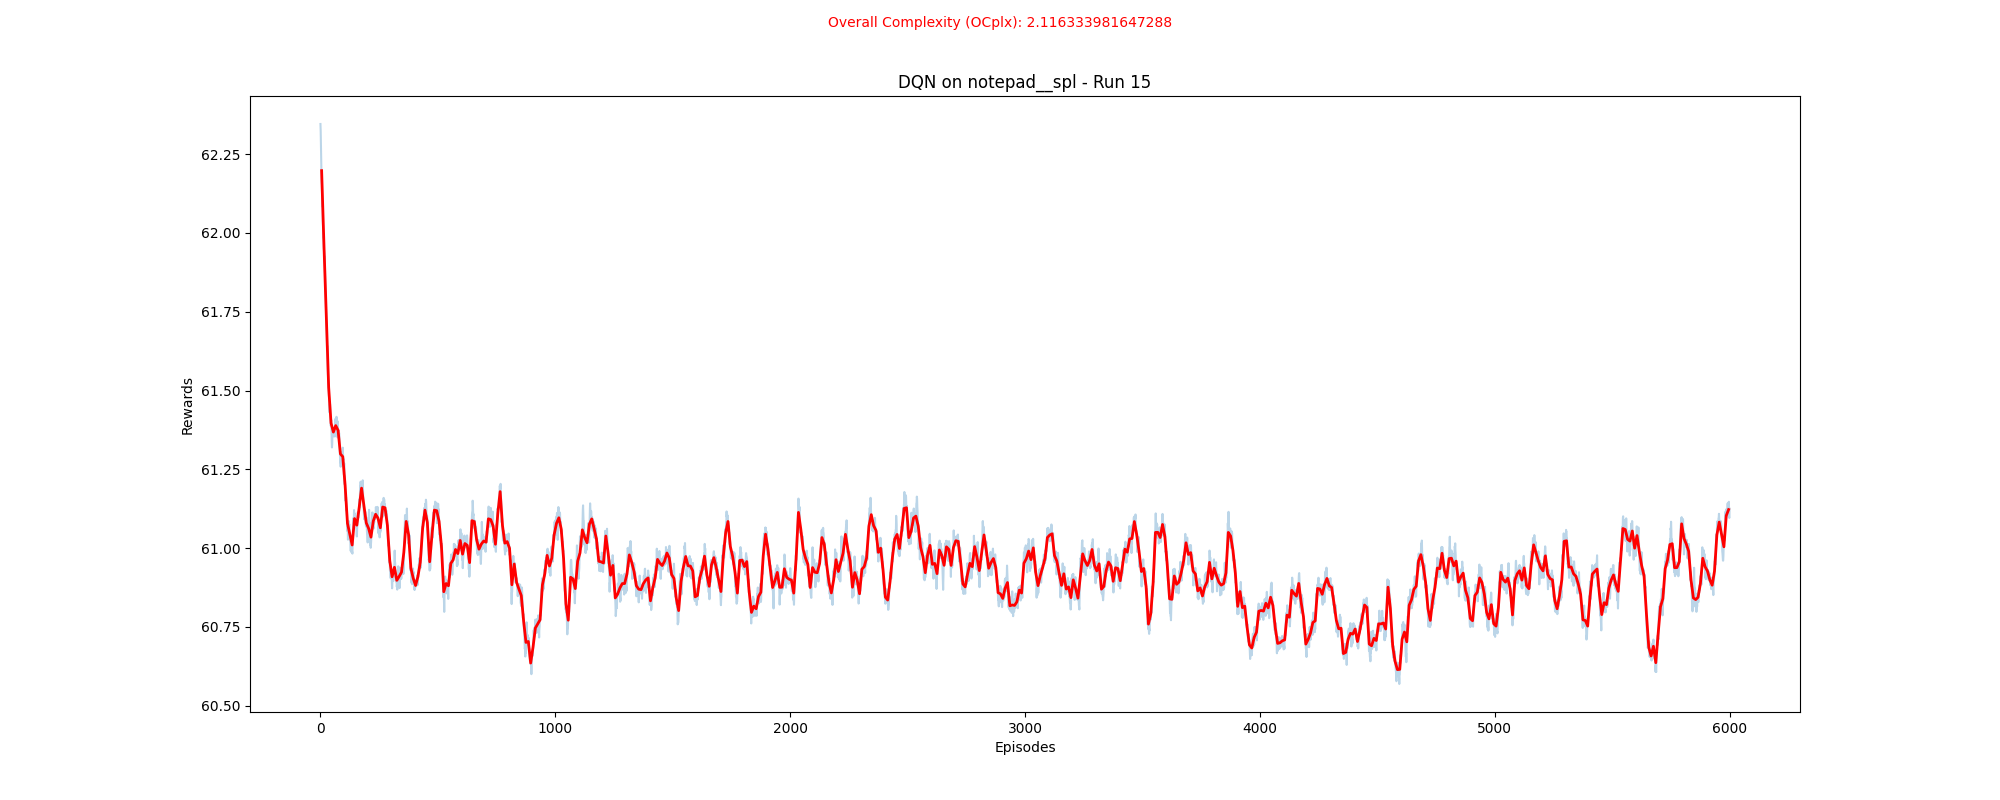 Overall Complexity (OCplx): 2.116333981647288
DQN on notepad__spl - Run 15
62.25
62.00
61.75
61.50
61.25
61.00
60.75
60.50
Rewards
0 1000 2000 3000 4000 5000 6000
Episodes